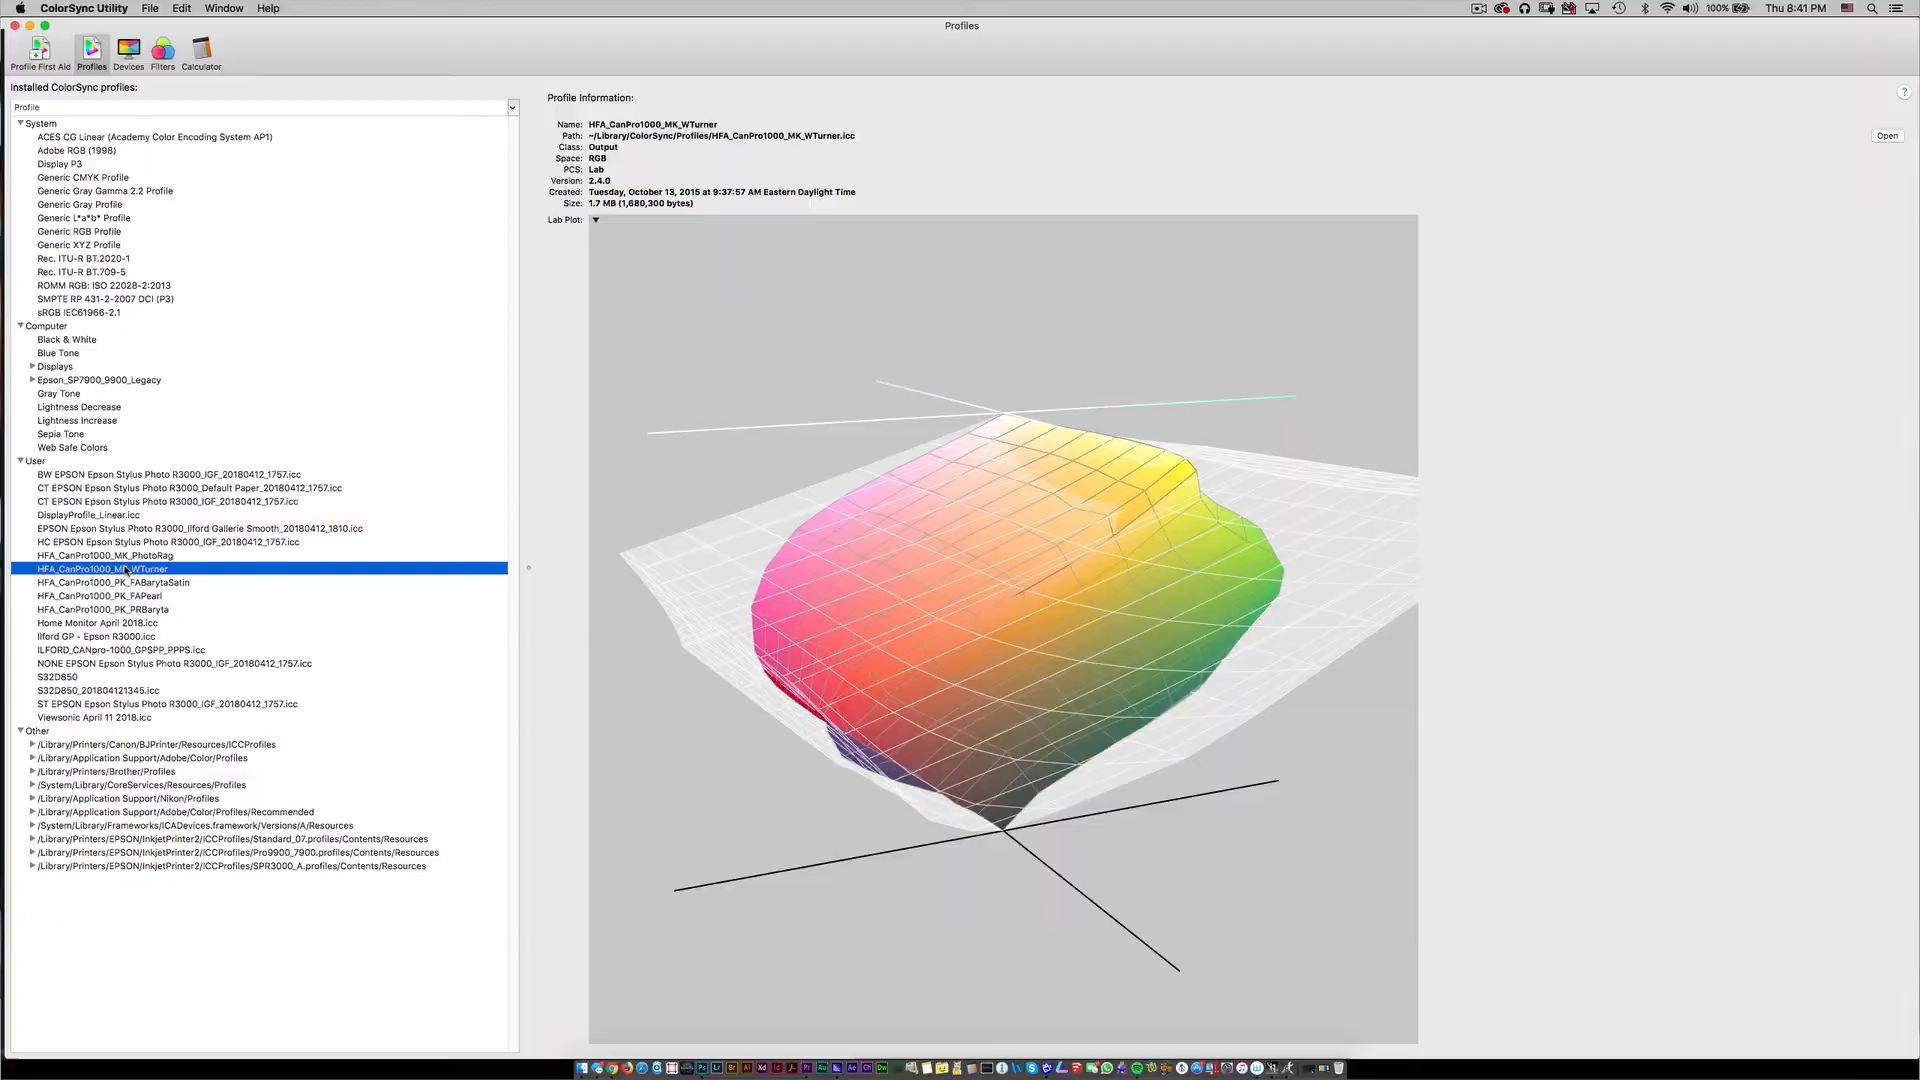 ColorSync Utility File Edit Window Help
100% Thu 8:41 PM
Profiles
Profile First Aid Profiles Devices Filters Calculator
Installed ColorSync profiles:
Profile
System
ACES CG Linear (Academy Color Encoding System AP1)
Adobe RGB (1998)
Display P3
Generic CMYK Profile
Generic Gray Gamma 2.2 Profile
Generic Gray Profile
Generic L*a*b* Profile
Generic RGB Profile
Generic XYZ Profile
Rec. ITU-R BT.2020-1
Rec. ITU-R BT.709-5
ROMM RGB: ISO 22028-2:2013
SMPTE RP 431-2-2007 DCI (P3)
sRGB IEC61966-2.1
Computer
Black & White
Blue Tone
Displays
Epson_SP7900_9900_Legacy
Gray Tone
Lightness Decrease
Lightness Increase
Sepia Tone
Web Safe Colors
User
BW EPSON Epson Stylus Photo R3000_IGF_20180412_1757.icc
CT EPSON Epson Stylus Photo R3000_Default Paper_20180412_1757.icc
CT EPSON Epson Stylus Photo R3000_IGF_20180412_1757.icc
DisplayProfile_Linear.icc
EPSON Epson Stylus Photo R3000_Ilford Gallerie Smooth_20180412_1810.icc
HC EPSON Epson Stylus Photo R3000_IGF_20180412_1757.icc
HFA_CanPro1000_MK_PhotoRag
HFA_CanPro1000_MK_WTurner
HFA_CanPro1000_PK_FABarytaSatin
HFA_CanPro1000_PK_FAPearl
HFA_CanPro1000_PK_PRBaryta
Home Monitor April 2018.icc
Ilford GP - Epson R3000.icc
ILFORD_CANpro-1000_GPSPP_PPPS.icc
NONE EPSON Epson Stylus Photo R3000_IGF_20180412_1757.icc
S32D850
S32D850_201804121345.icc
ST EPSON Epson Stylus Photo R3000_IGF_20180412_1757.icc
Viewsonic April 11 2018.icc
Other
/Library/Printers/Canon/BJPrinter/Resources/ICCProfiles
/Library/Application Support/Adobe/Color/Profiles
/Library/Printers/Brother/Profiles
/System/Library/CoreServices/Resources/Profiles
/Library/Application Support/Nikon/Profiles
/Library/Application Support/Adobe/Color/Profiles/Recommended
/System/Library/Frameworks/ICADevices.framework/Versions/A/Resources
/Library/Printers/EPSON/InkjetPrinter2/ICCProfiles/Standard_07.profiles/Contents/Resources
/Library/Printers/EPSON/InkjetPrinter2/ICCProfiles/Pro9900_7900.profiles/Contents/Resources
/Library/Printers/EPSON/InkjetPrinter2/ICCProfiles/SPR3000_A.profiles/Contents/Resources
Profile Information:
?
Name: HFA_CanPro1000_MK_WTurner
Path: ~/Library/ColorSync/Profiles/HFA_CanPro1000_MK_WTurner.icc
Open
Class: Output
Space: RGB
PCS: Lab
Version: 2.4.0
Created: Tuesday, October 13, 2015 at 9:37:57 AM Eastern Daylight Time
Size: 1.7 MB (1,680,300 bytes)
Lab Plot:
Ps Lr Br Ai Xd Id Pr Au Ae Ch Dw